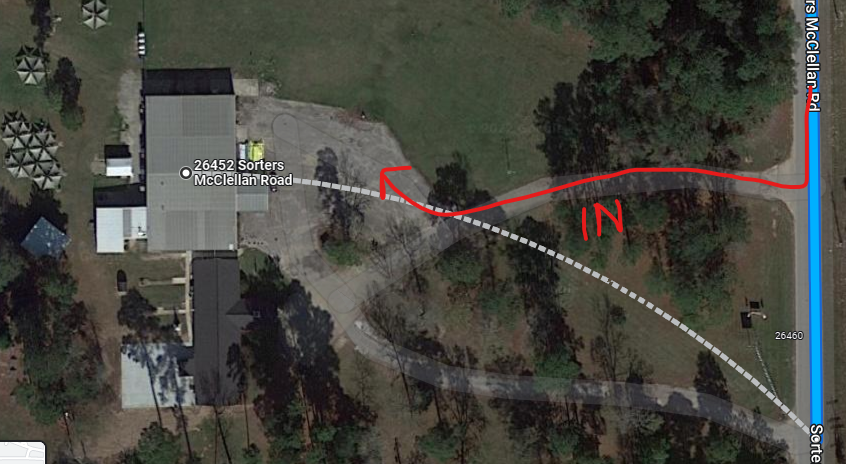 rs McClellan Rd
26452 Sorters
McClellan Road
IN
26460
Sorte